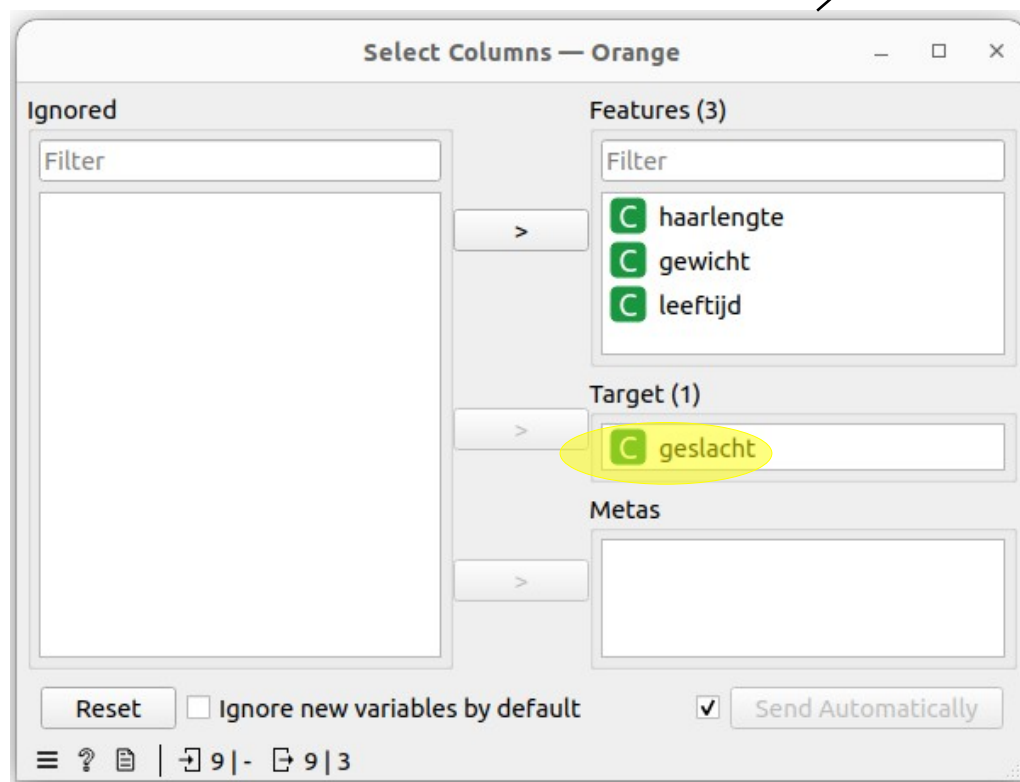 Select Columns — Orange
Ignored
Filter
>
>
>
Features (3)
Filter
C haarlengte
C gewicht
C leeftijd
Target (1)
C geslacht
Metas
Reset
Ignore new variables by default
Send Automatically
? 9 | - 9 | 3